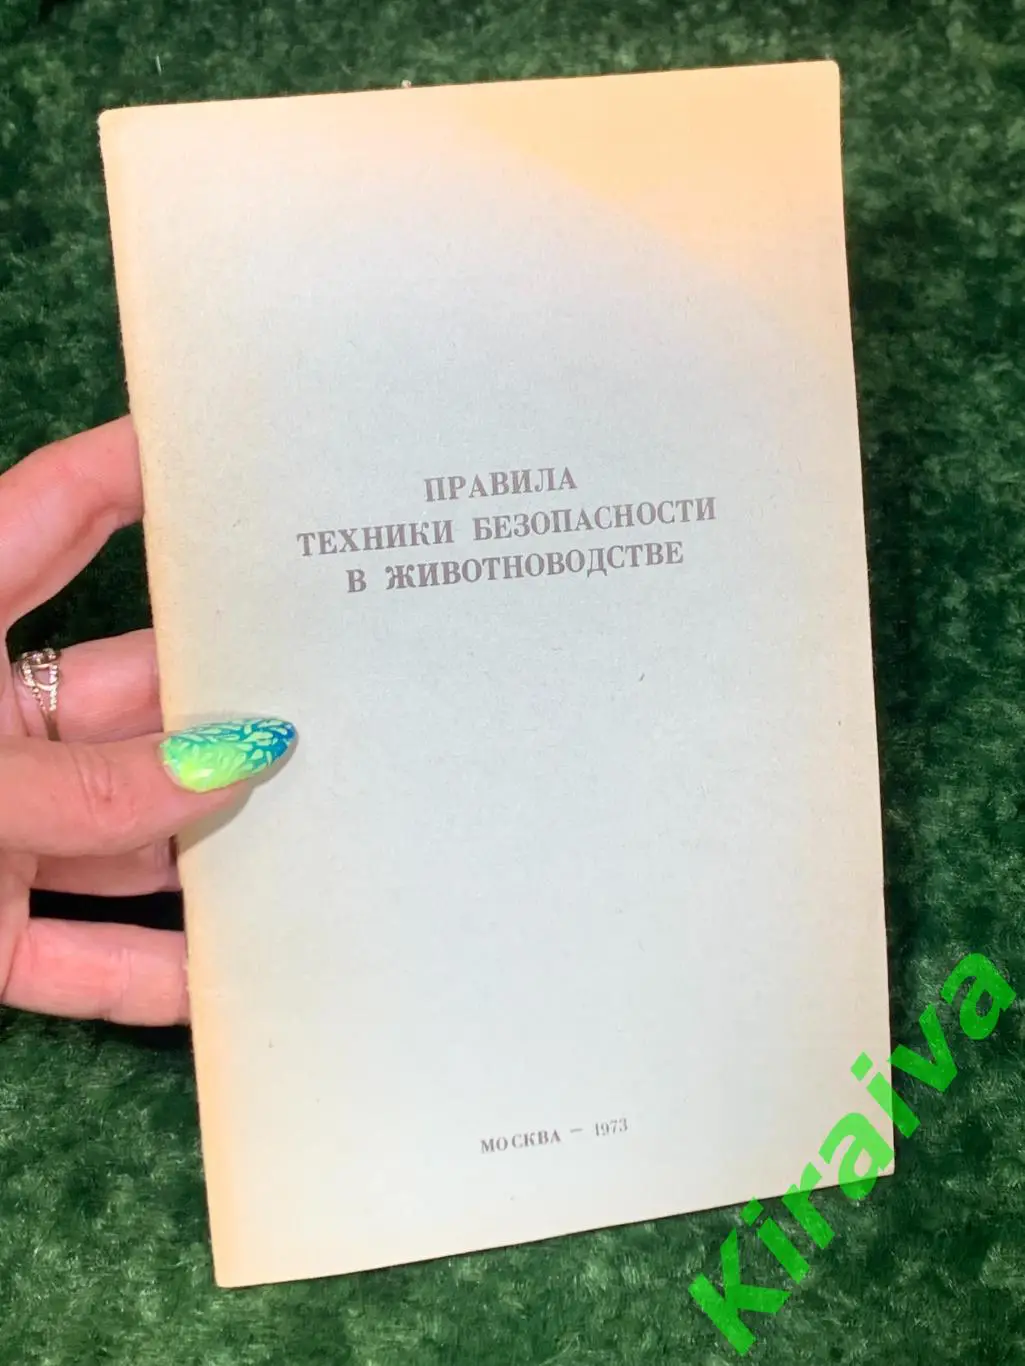 ПРАВИЛА
ТЕХНИКИ БЕЗОПАСНОСТИ
В ЖИВОТНОВОДСТВЕ
МОСКВА – 1973
Kiraiva